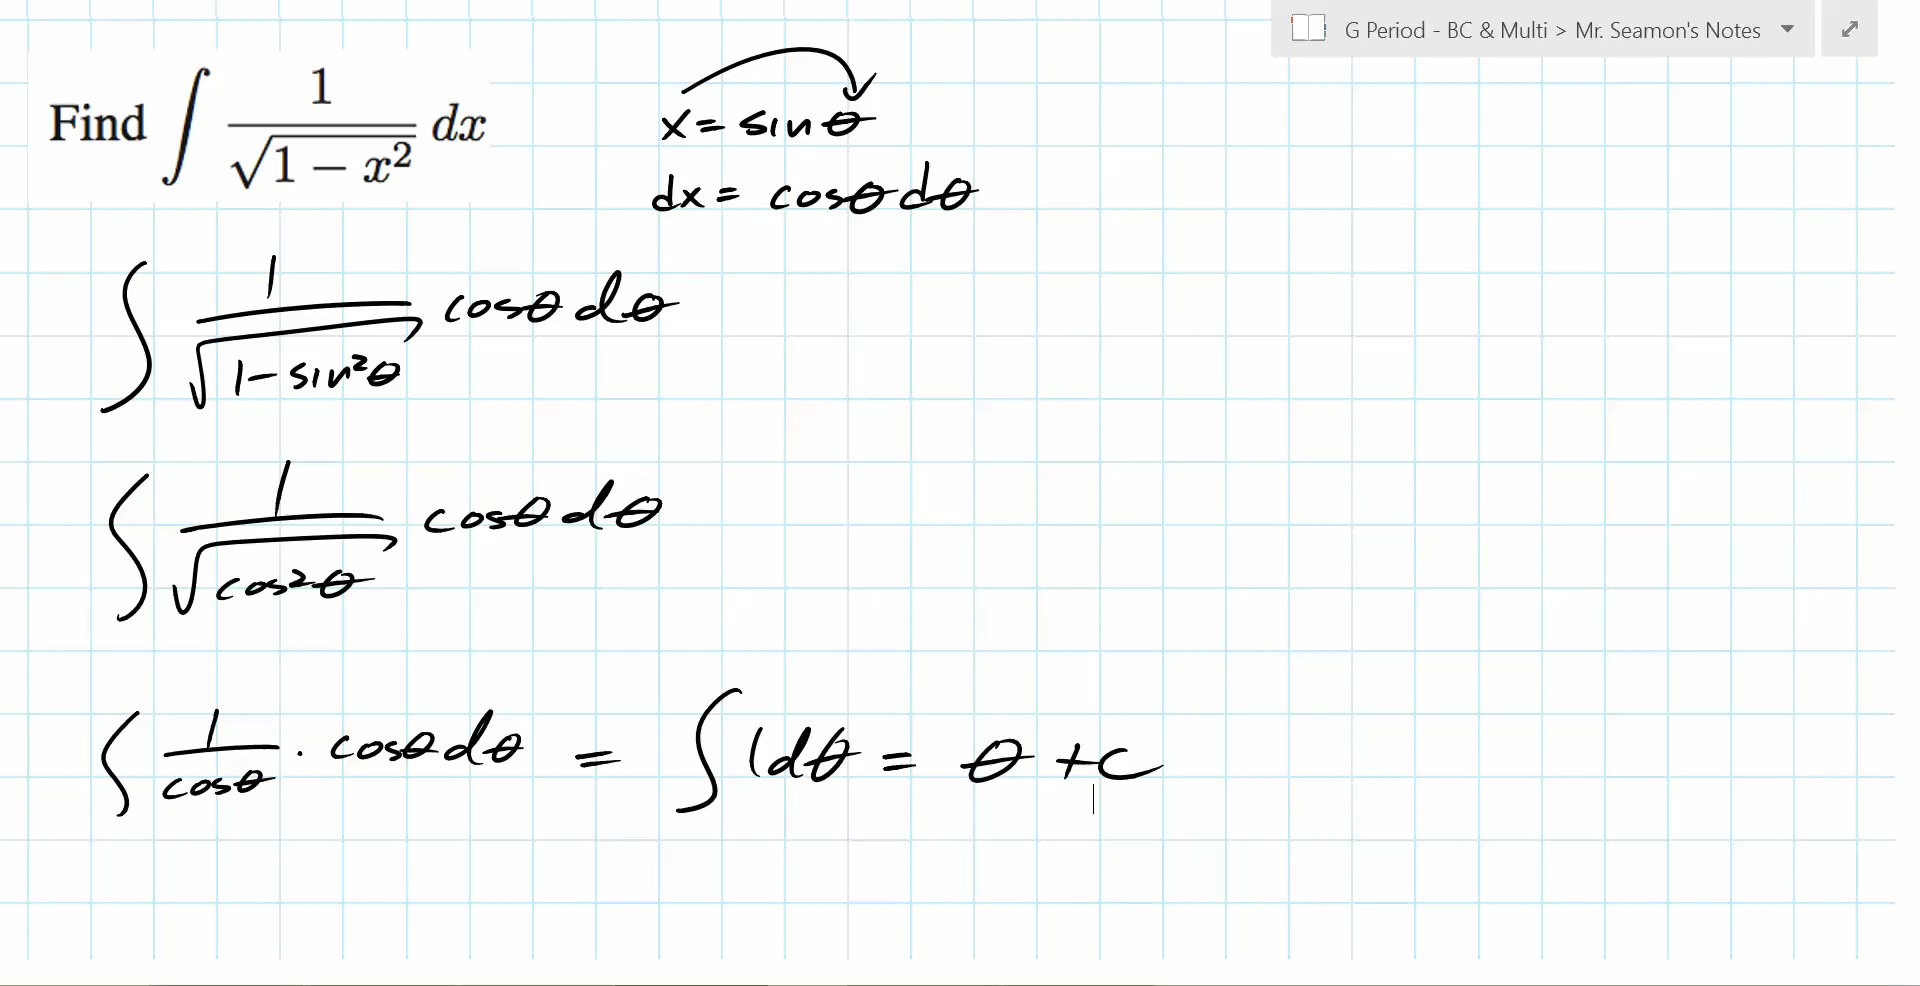 G Period - BC & Multi > Mr. Seamon's Notes
Find ∫ 1/√(1 − x²) dx
x = sinθ
dx = cosθ dθ
∫ 1/√(1 - sin²θ) cosθ dθ
∫ 1/√(cos²θ) cosθ dθ
∫ 1/cosθ · cosθ dθ = ∫ 1 dθ = θ + C